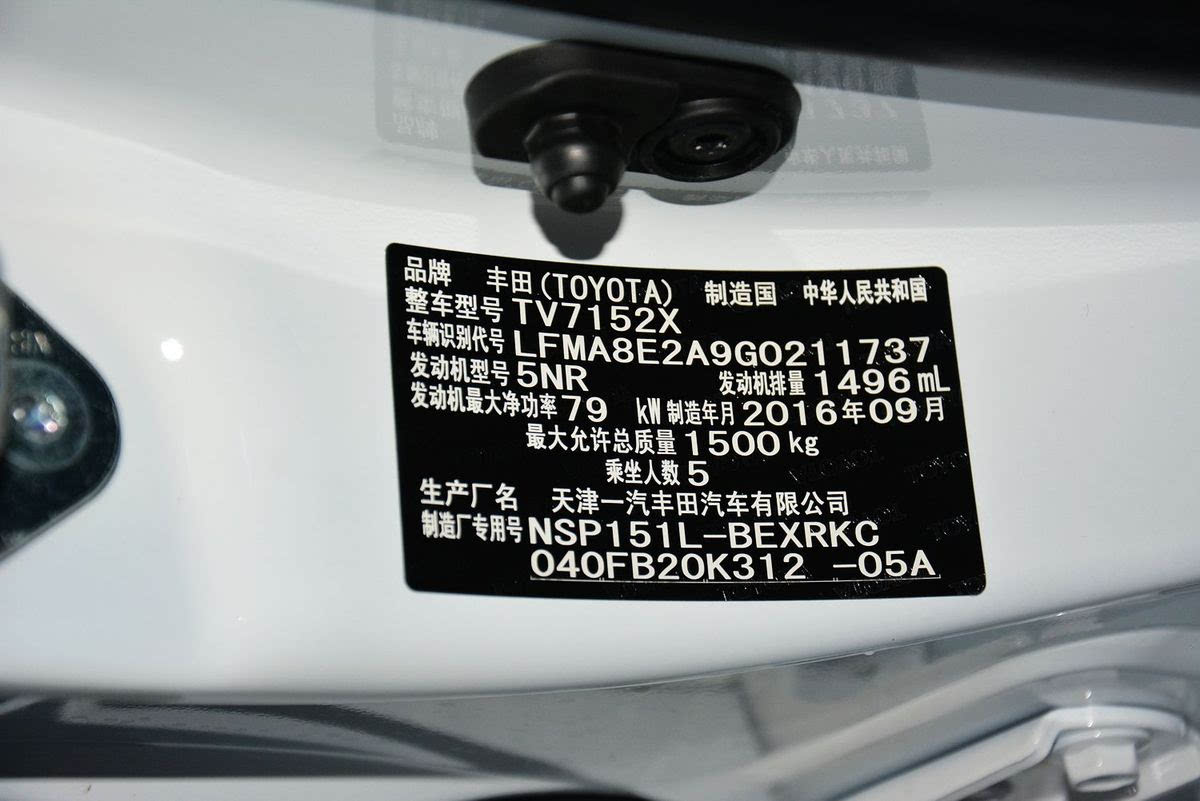 品牌 丰田(TOYOTA) 制造国 中华人民共和国
整车型号 TV7152X
车辆识别代号 LFMA8E2A9G0211737
发动机型号 5NR 发动机排量 1496 mL
发动机最大净功率 79 kW 制造年月 2016年09月
最大允许总质量 1500 kg
乘坐人数 5
生产厂名 天津一汽丰田汽车有限公司
制造厂专用号 NSP151L-BEXRKC
040FB20K312 -05A